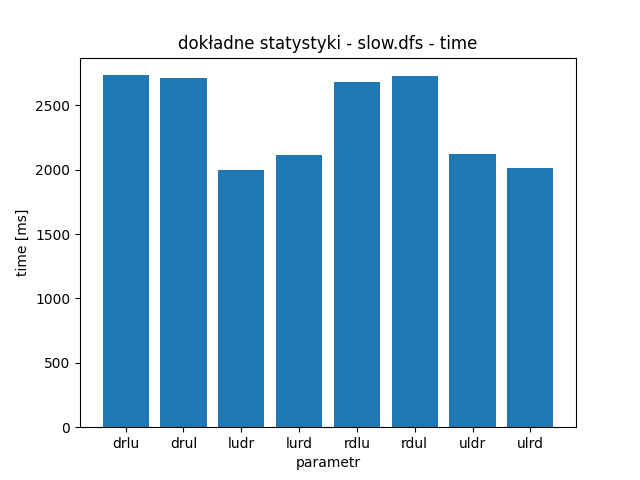 dokładne statystyki - slow.dfs - time
time [ms]
2500
2000
1500
1000
500
0
drlu drul ludr lurd rdlu rdul uldr ulrd
parametr